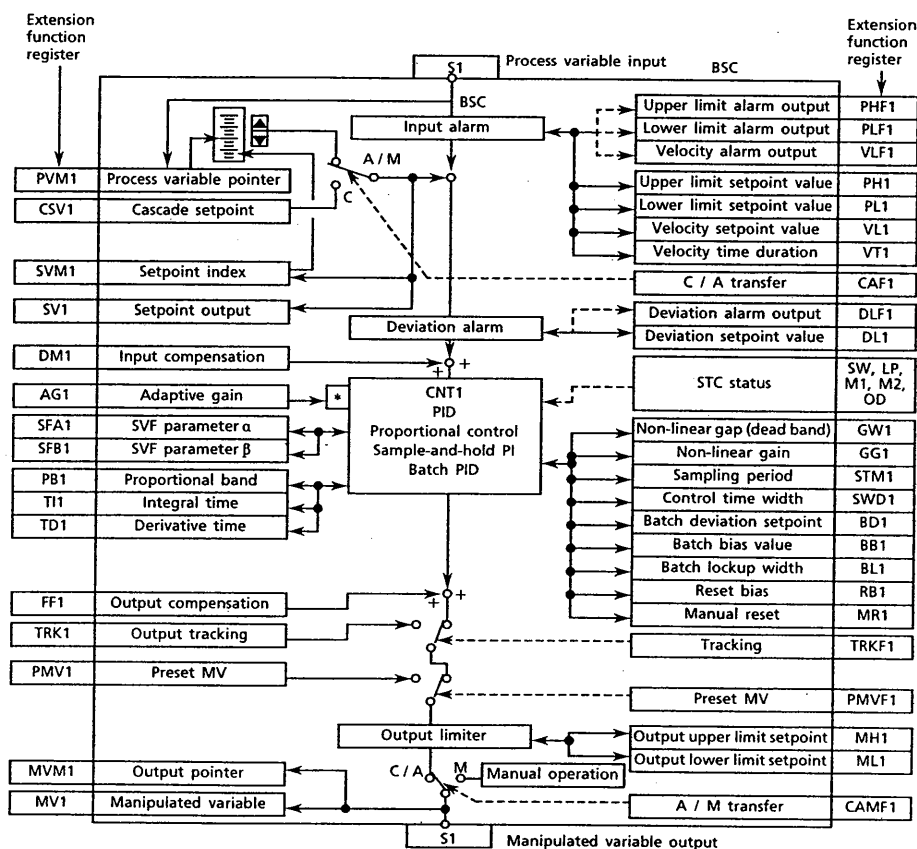 Extension
function
register
Extension
function
register
S1 Process variable input BSC
BSC
Input alarm
A / M
C
PVM1 Process variable pointer
CSV1 Cascade setpoint
SVM1 Setpoint index
SV1 Setpoint output
Deviation alarm
DM1 Input compensation
+ +
AG1 Adaptive gain
*
SFA1 SVF parameter α
SFB1 SVF parameter β
PB1 Proportional band
TI1 Integral time
TD1 Derivative time
CNT1
PID
Proportional control
Sample-and-hold PI
Batch PID
FF1 Output compensation
+ +
TRK1 Output tracking
PMV1 Preset MV
Output limiter
C / A M Manual operation
MVM1 Output pointer
MV1 Manipulated variable
S1 Manipulated variable output
Upper limit alarm output PHF1
Lower limit alarm output PLF1
Velocity alarm output VLF1
Upper limit setpoint value PH1
Lower limit setpoint value PL1
Velocity setpoint value VL1
Velocity time duration VT1
C / A transfer CAF1
Deviation alarm output DLF1
Deviation setpoint value DL1
STC status SW, LP,
M1, M2,
OD
Non-linear gap (dead band) GW1
Non-linear gain GG1
Sampling period STM1
Control time width SWD1
Batch deviation setpoint BD1
Batch bias value BB1
Batch lockup width BL1
Reset bias RB1
Manual reset MR1
Tracking TRKF1
Preset MV PMVF1
Output upper limit setpoint MH1
Output lower limit setpoint ML1
A / M transfer CAMF1